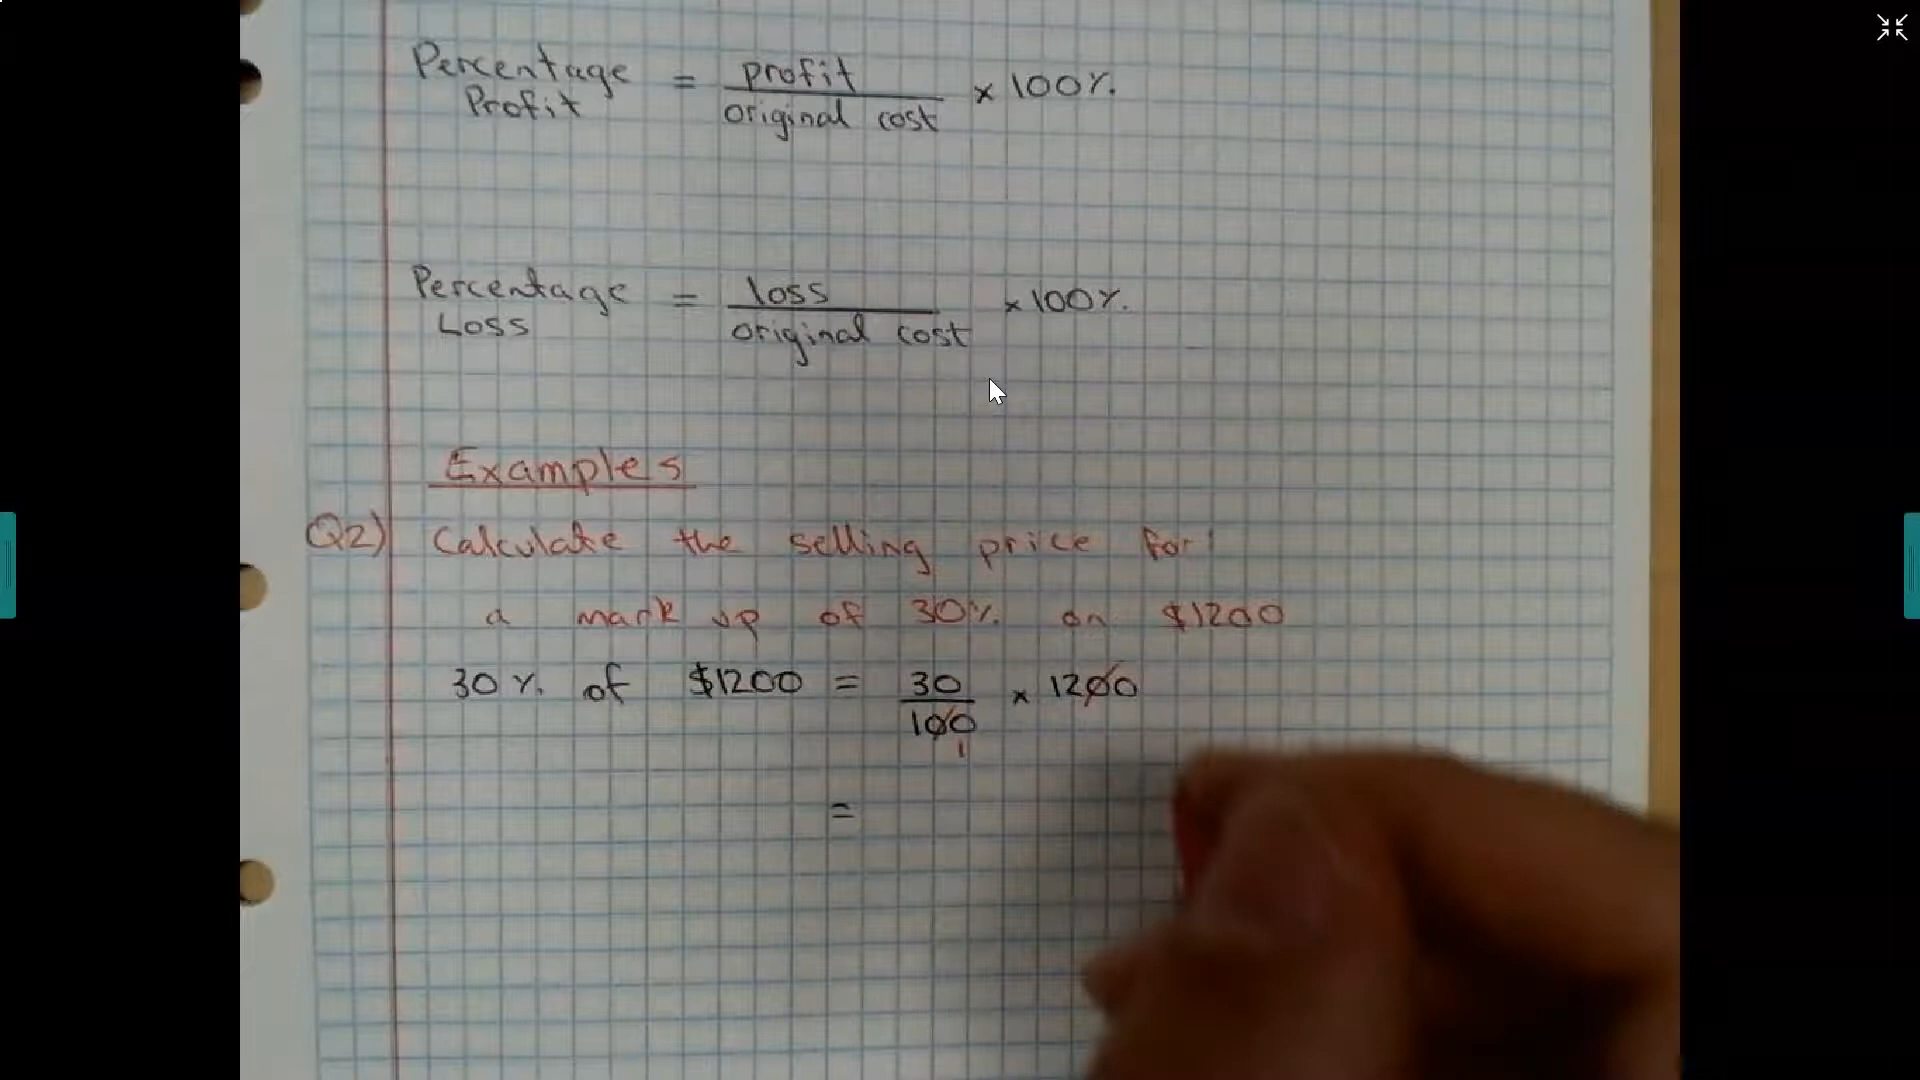 Percentage Profit = profit / original cost × 100%
Percentage Loss = loss / original cost × 100%
Examples
Q2) Calculate the selling price for:
a mark up of 30% on $1200
30% of $1200 = 30/100 × 1200
1
=